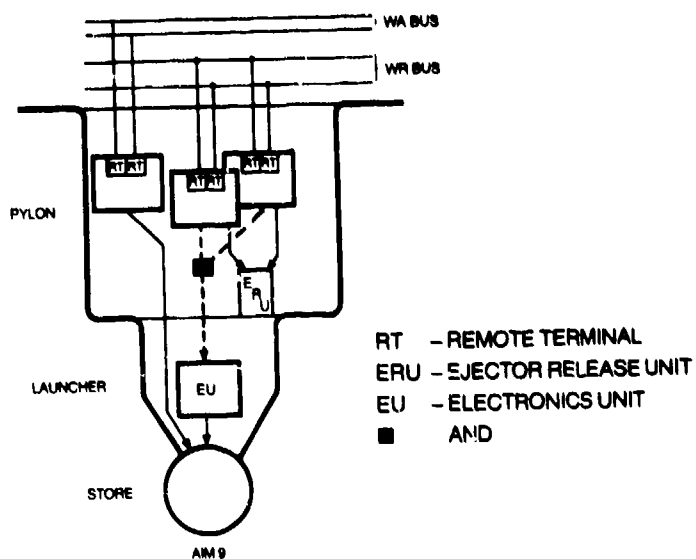 WA BUS
WR BUS
RT RT
RT RT
RT RT
PYLON
ERU
RT – REMOTE TERMINAL
ERU – EJECTOR RELEASE UNIT
EU – ELECTRONICS UNIT
AND
LAUNCHER
EU
STORE
AIM 9